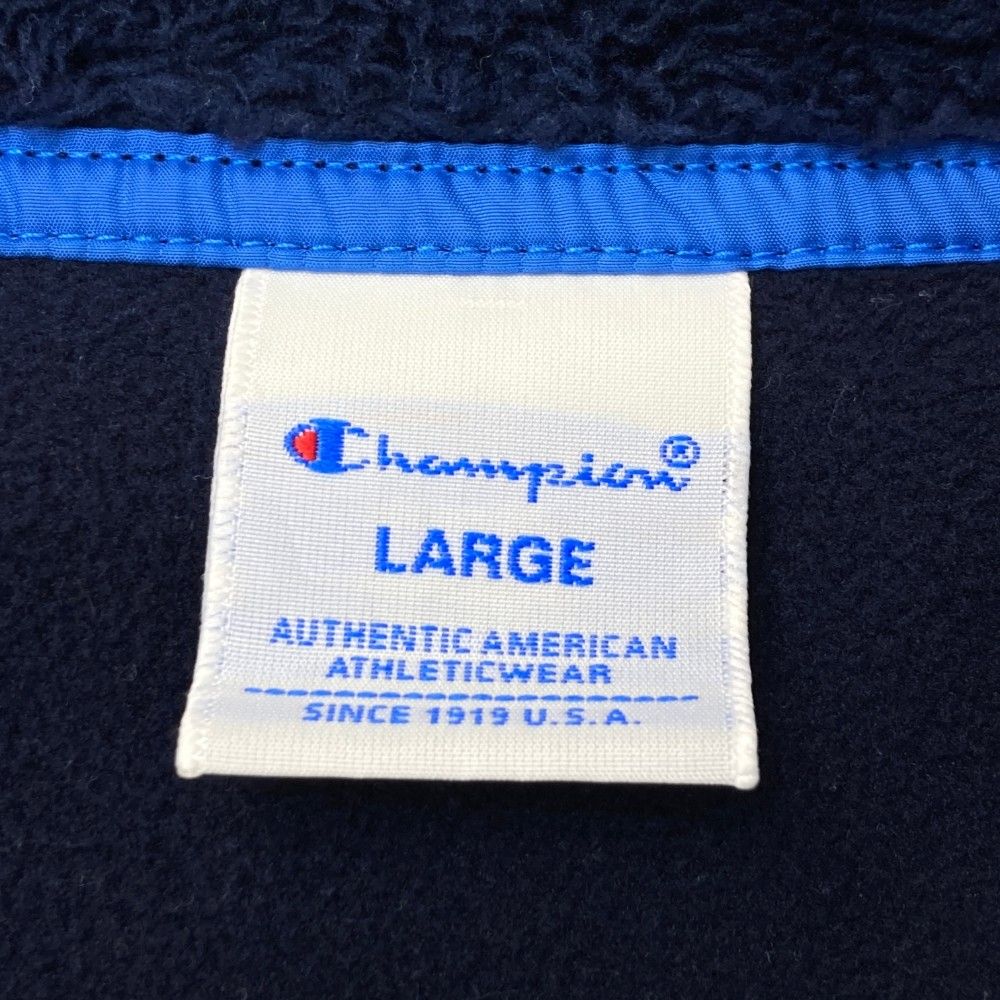 Champion®
LARGE
AUTHENTIC AMERICAN
ATHLETICWEAR
SINCE 1919 U.S.A.